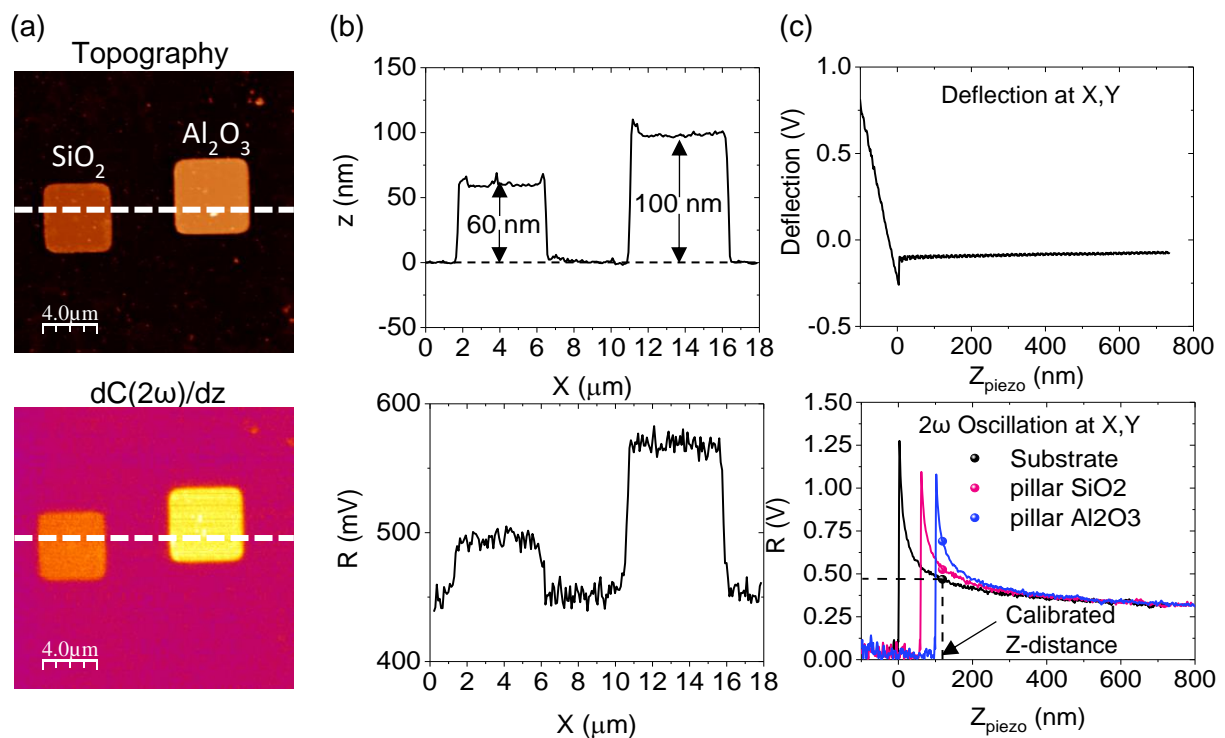 (a)
Topography
SiO2
Al2O3
4.0µm
dC(2ω)/dz
4.0µm
(b)
150
100
50
0
-50
z (nm)
60 nm
100 nm
0 2 4 6 8 10 12 14 16 18
X (μm)
600
500
400
R (mV)
0 2 4 6 8 10 12 14 16 18
X (μm)
(c)
1.0
0.5
0.0
-0.5
Deflection (V)
Deflection at X,Y
0 200 400 600 800
Zpiezo (nm)
1.50
1.25
1.00
0.75
0.50
0.25
0.00
R (V)
2ω Oscillation at X,Y
Substrate
pillar SiO2
pillar Al2O3
Calibrated
Z-distance
0 200 400 600 800
Zpiezo (nm)